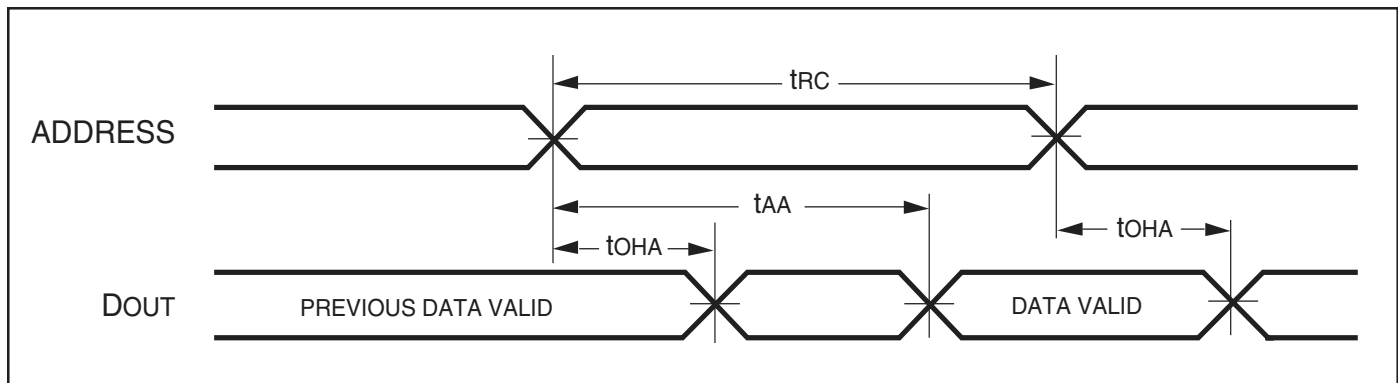 tRC
ADDRESS
tAA
tOHA
tOHA
DOUT
PREVIOUS DATA VALID
DATA VALID